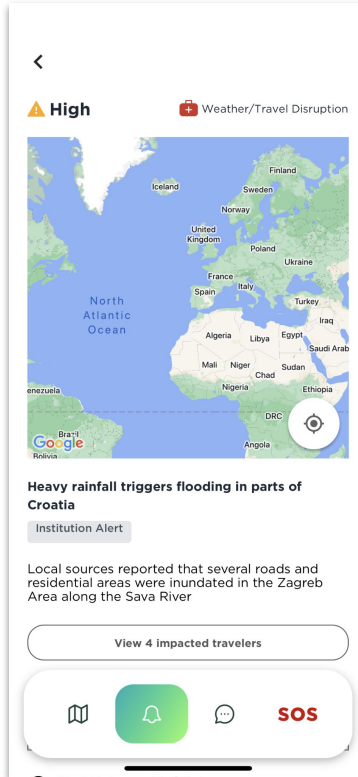 High
Weather/Travel Disruption
Finland
Iceland
Sweden
Norway
United
Kingdom
Poland
Ukraine
France
Spain
Italy
Turkey
North
Atlantic
Ocean
Iraq
Algeria
Libya
Egypt
Saudi Arab
Mali
Niger
Chad
Sudan
enezuela
Nigeria
Ethiopia
DRC
Brazil
Google
Angola
Bolivia
Heavy rainfall triggers flooding in parts of
Croatia
Institution Alert
Local sources reported that several roads and
residential areas were inundated in the Zagreb
Area along the Sava River
View 4 impacted travelers
SOS